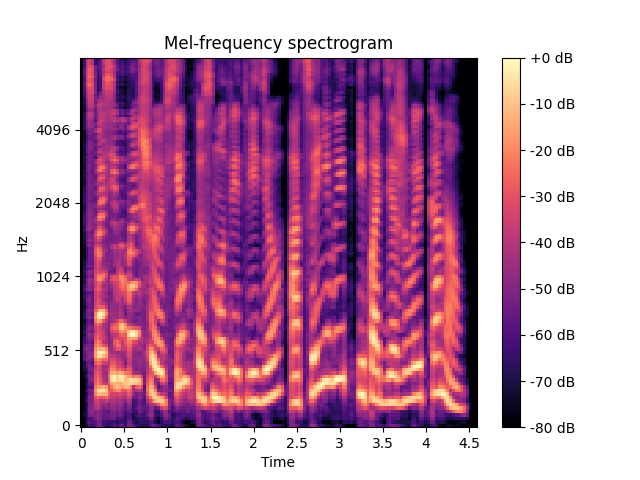 Mel-frequency spectrogram
+0 dB
-10 dB
-20 dB
-30 dB
-40 dB
-50 dB
-60 dB
-70 dB
-80 dB
4096
2048
1024
512
0
Hz
0
0.5
1
1.5
2
2.5
3
3.5
4
4.5
Time